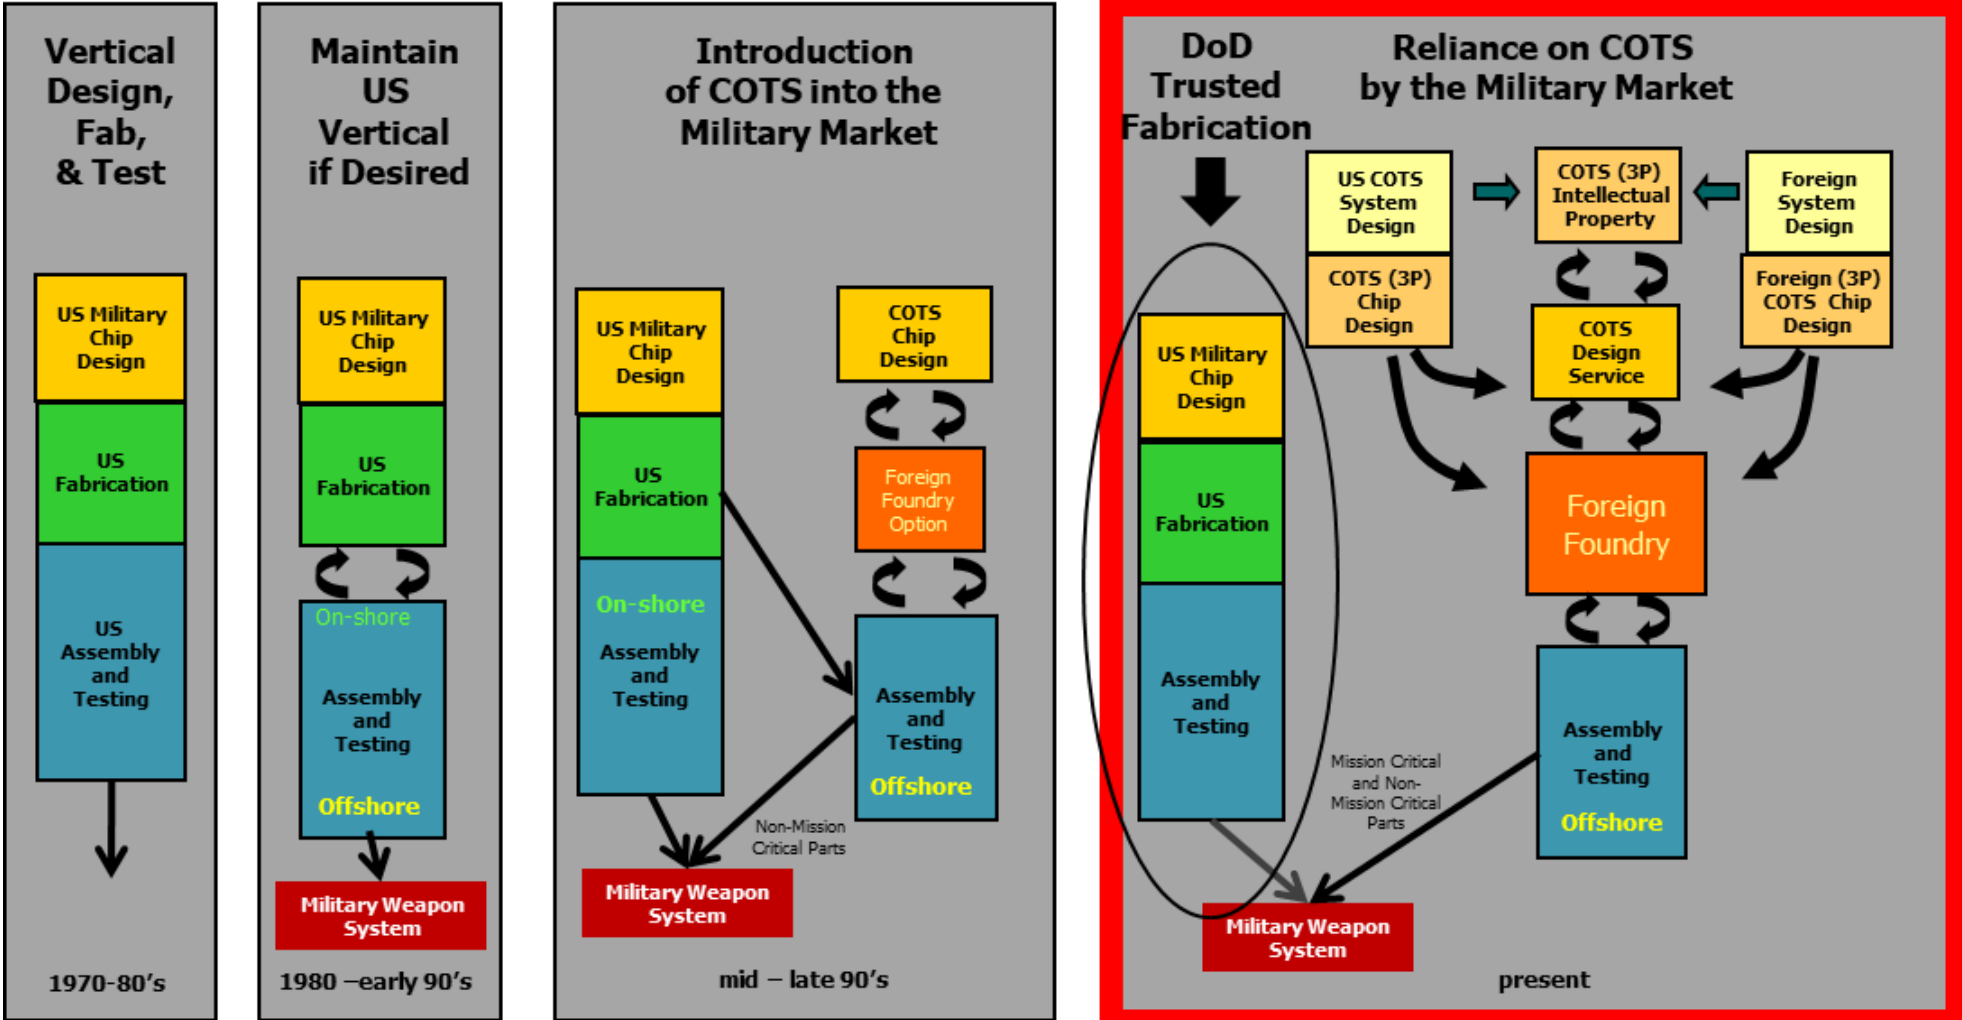 Vertical
Design,
Fab,
& Test
US Military
Chip
Design
US
Fabrication
US
Assembly
and
Testing
1970-80's
Maintain
US
Vertical
if Desired
US Military
Chip
Design
US
Fabrication
On-shore
Assembly
and
Testing
Offshore
Military Weapon
System
1980 –early 90's
Introduction
of COTS into the
Military Market
US Military
Chip
Design
US
Fabrication
On-shore
Assembly
and
Testing
COTS
Chip
Design
Foreign
Foundry
Option
Assembly
and
Testing
Offshore
Non-Mission
Critical Parts
Military Weapon
System
mid – late 90's
DoD
Trusted
Fabrication
Reliance on COTS
by the Military Market
US Military
Chip
Design
US
Fabrication
Assembly
and
Testing
US COTS
System
Design
COTS (3P)
Chip
Design
COTS (3P)
Intellectual
Property
Foreign
System
Design
Foreign (3P)
COTS Chip
Design
COTS
Design
Service
Foreign
Foundry
Assembly
and
Testing
Offshore
Mission Critical
and Non-
Mission Critical
Parts
Military Weapon
System
present